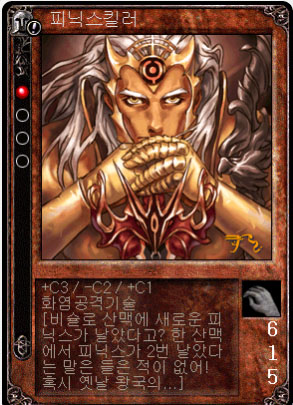 피닉스킬러
+C3 / -C2 / +C1
화염공격기술
[비슬로 산맥에 새로운 피
닉스가 날았다고? 한 산맥
에서 피닉스가 2번 날았다
는 말은 들은 적이 없어!
혹시 옛날 왕국의...]
6
1
5